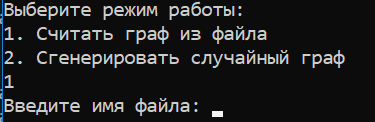 Выберите режим работы:
1. Считать граф из файла
2. Сгенерировать случайный граф
1
Введите имя файла: